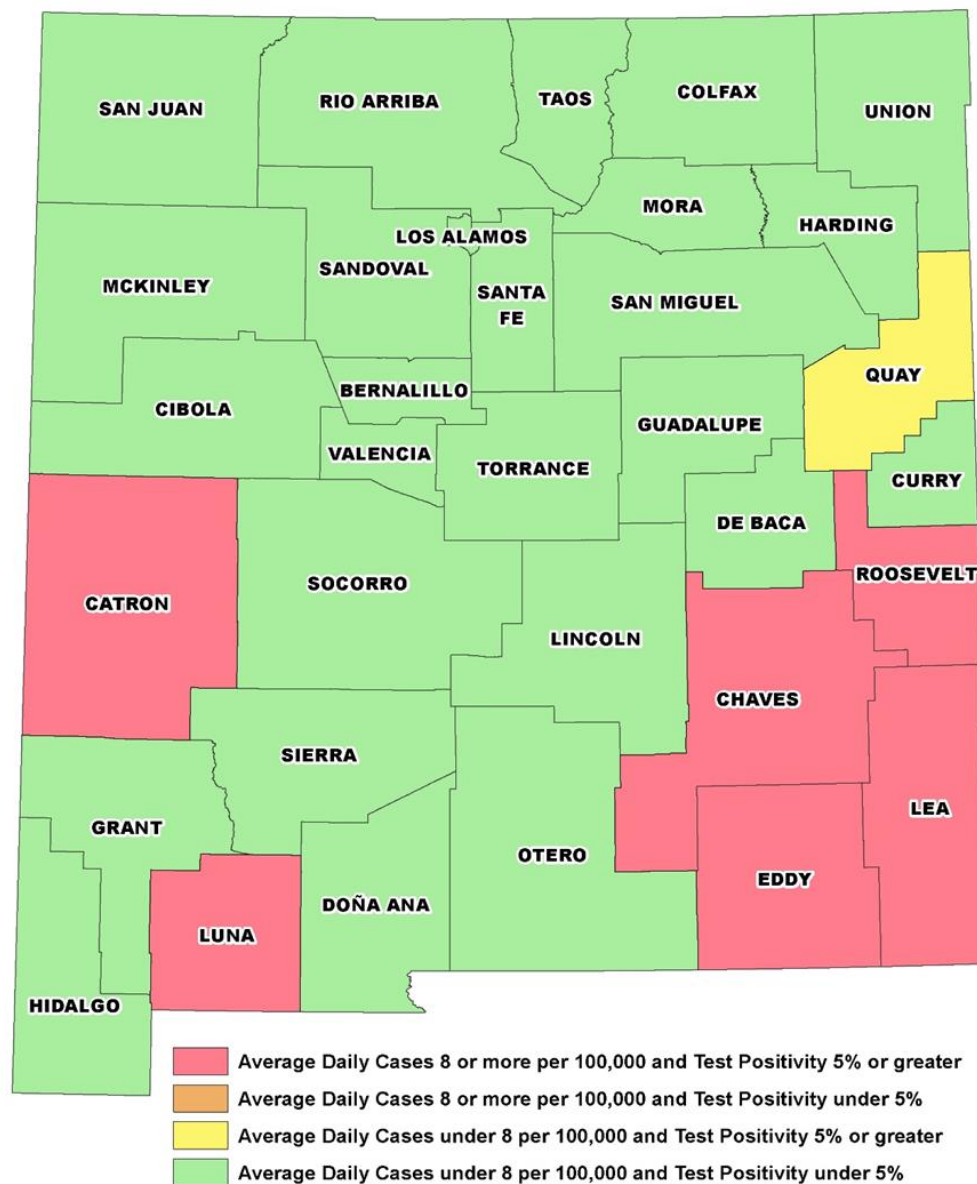 SAN JUAN
RIO ARRIBA
TAOS
COLFAX
UNION
MORA
HARDING
LOS ALAMOS
SANDOVAL
MCKINLEY
SANTA
FE
SAN MIGUEL
QUAY
BERNALILLO
CIBOLA
GUADALUPE
VALENCIA
TORRANCE
CURRY
DE BACA
ROOSEVELT
SOCORRO
CATRON
LINCOLN
CHAVES
SIERRA
LEA
GRANT
OTERO
EDDY
DOÑA ANA
LUNA
HIDALGO
Average Daily Cases 8 or more per 100,000 and Test Positivity 5% or greater
Average Daily Cases 8 or more per 100,000 and Test Positivity under 5%
Average Daily Cases under 8 per 100,000 and Test Positivity 5% or greater
Average Daily Cases under 8 per 100,000 and Test Positivity under 5%